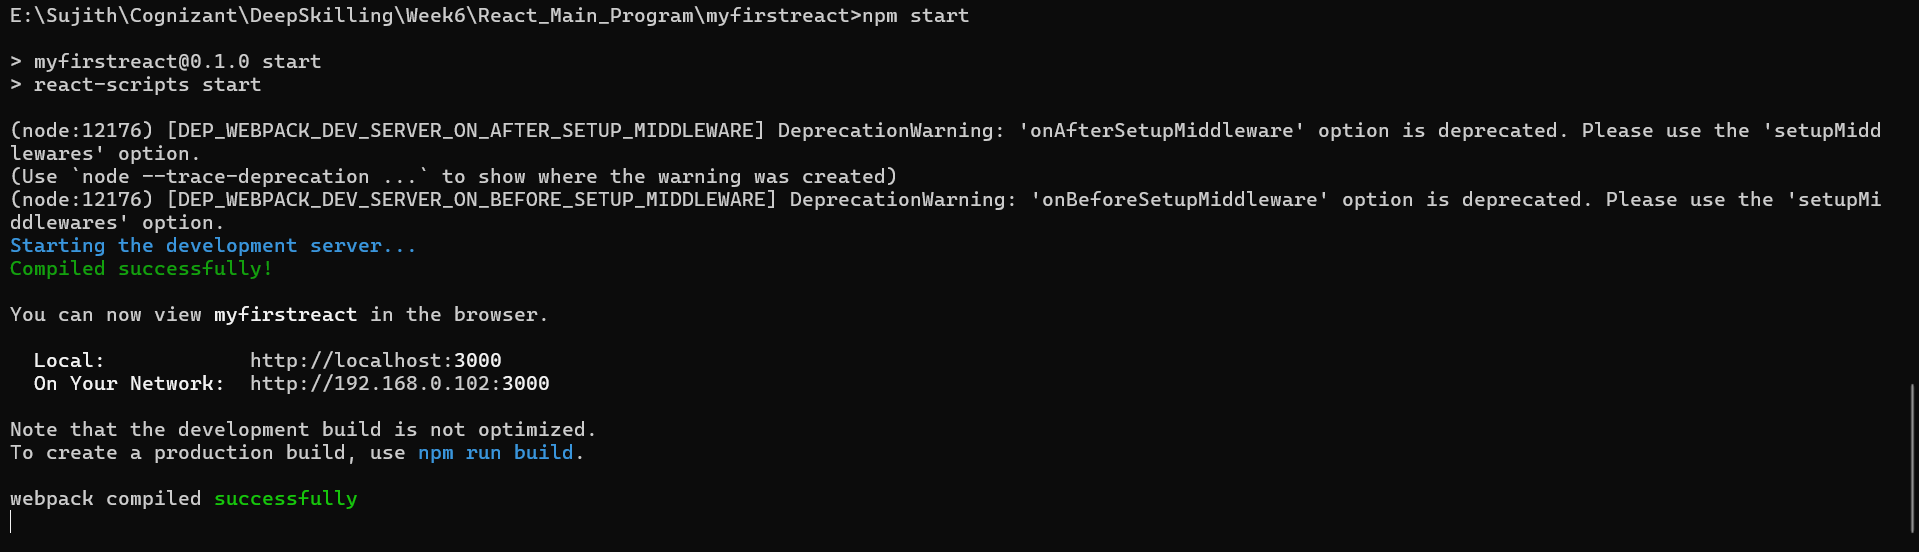 E:\Sujith\Cognizant\DeepSkilling\Week6\React_Main_Program\myfirstreact>npm start
> myfirstreact@0.1.0 start
> react-scripts start
(node:12176) [DEP_WEBPACK_DEV_SERVER_ON_AFTER_SETUP_MIDDLEWARE] DeprecationWarning: 'onAfterSetupMiddleware' option is deprecated. Please use the 'setupMidd
lewares' option.
(Use `node --trace-deprecation ...` to show where the warning was created)
(node:12176) [DEP_WEBPACK_DEV_SERVER_ON_BEFORE_SETUP_MIDDLEWARE] DeprecationWarning: 'onBeforeSetupMiddleware' option is deprecated. Please use the 'setupMi
ddlewares' option.
Starting the development server...
Compiled successfully!
You can now view myfirstreact in the browser.
Local:            http://localhost:3000
On Your Network:  http://192.168.0.102:3000
Note that the development build is not optimized.
To create a production build, use npm run build.
webpack compiled successfully